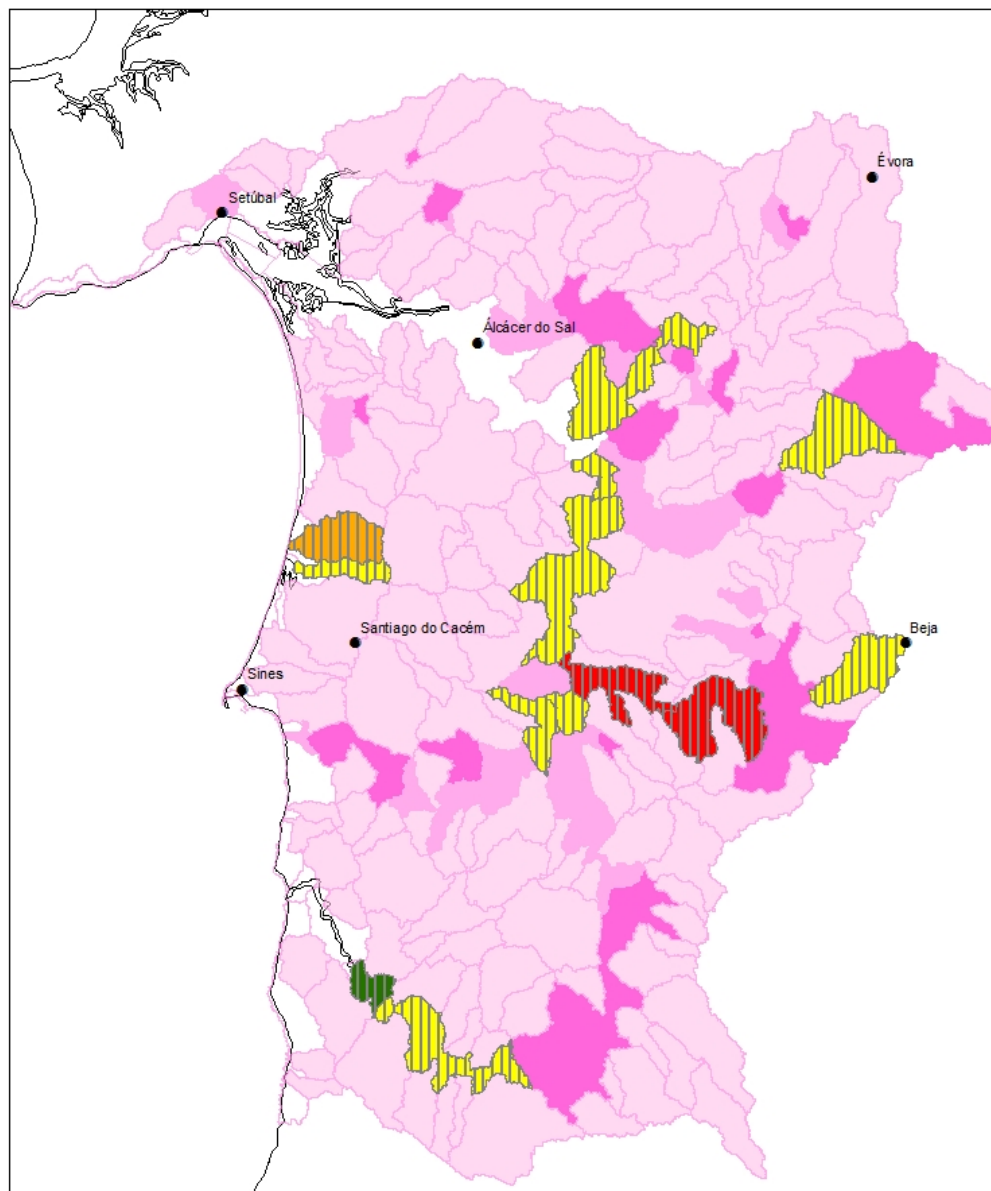 Évora
Setúbal
Álcácer do Sal
Santiago do Cacém
Beja
Sines